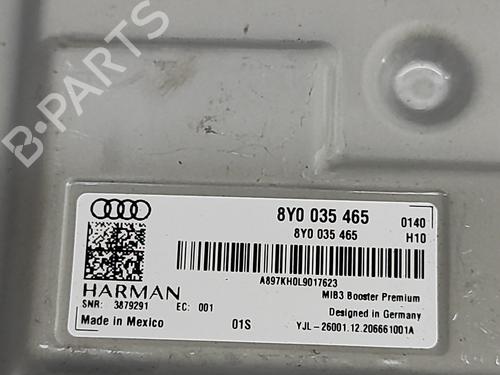 B-PARTS
8Y0 035 465 0140
8Y0 035 465 H10
A897KH0L9017623
HARMAN MIB3 Booster Premium
SNR: 3879291 EC: 001 Designed in Germany
Made in Mexico 01S YJL-26001.12.206661001A